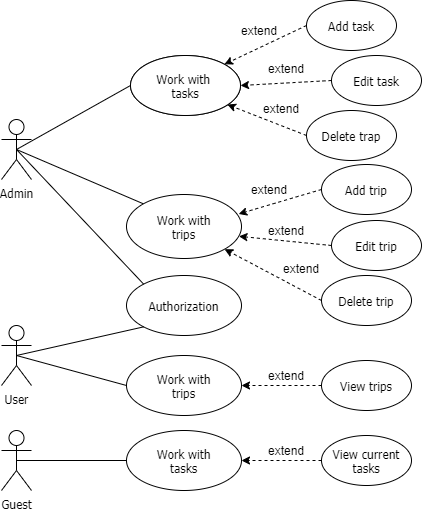 extend
Add task
Work with
tasks
extend
Edit task
extend
Delete trap
Admin
extend
Add trip
Work with
trips
extend
Edit trip
extend
Delete trip
Authorization
User
Work with
trips
extend
View trips
Guest
Work with
tasks
extend
View current
tasks